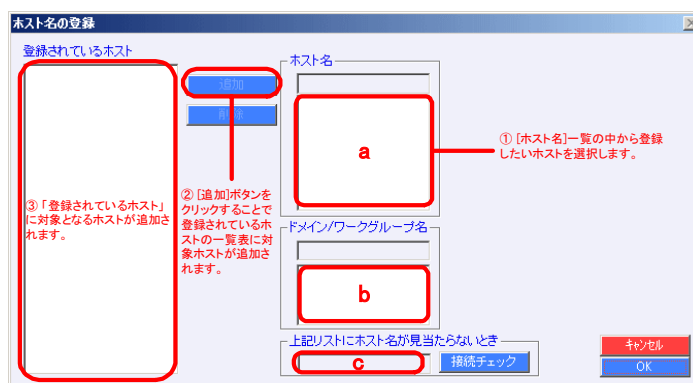 ホスト名の登録
登録されているホスト
追加
削除
ホスト名
a
① [ホスト名]一覧の中から登録
したいホストを選択します。
② [追加]ボタンを
クリックすることで
登録されているホ
ストの一覧表に対
象ホストが追加さ
れます。
③「登録されているホスト」
に対象となるホストが追加さ
れます。
ドメイン/ワークグループ名
b
上記リストにホスト名が見当たらないとき
c
接続チェック
キャンセル
OK